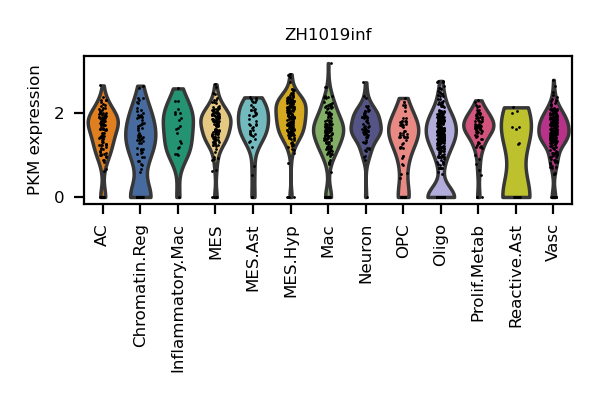 ZH1019inf
PKM expression
2
0
AC
Chromatin.Reg
Inflammatory.Mac
MES
MES.Ast
MES.Hyp
Mac
Neuron
OPC
Oligo
Prolif.Metab
Reactive.Ast
Vasc